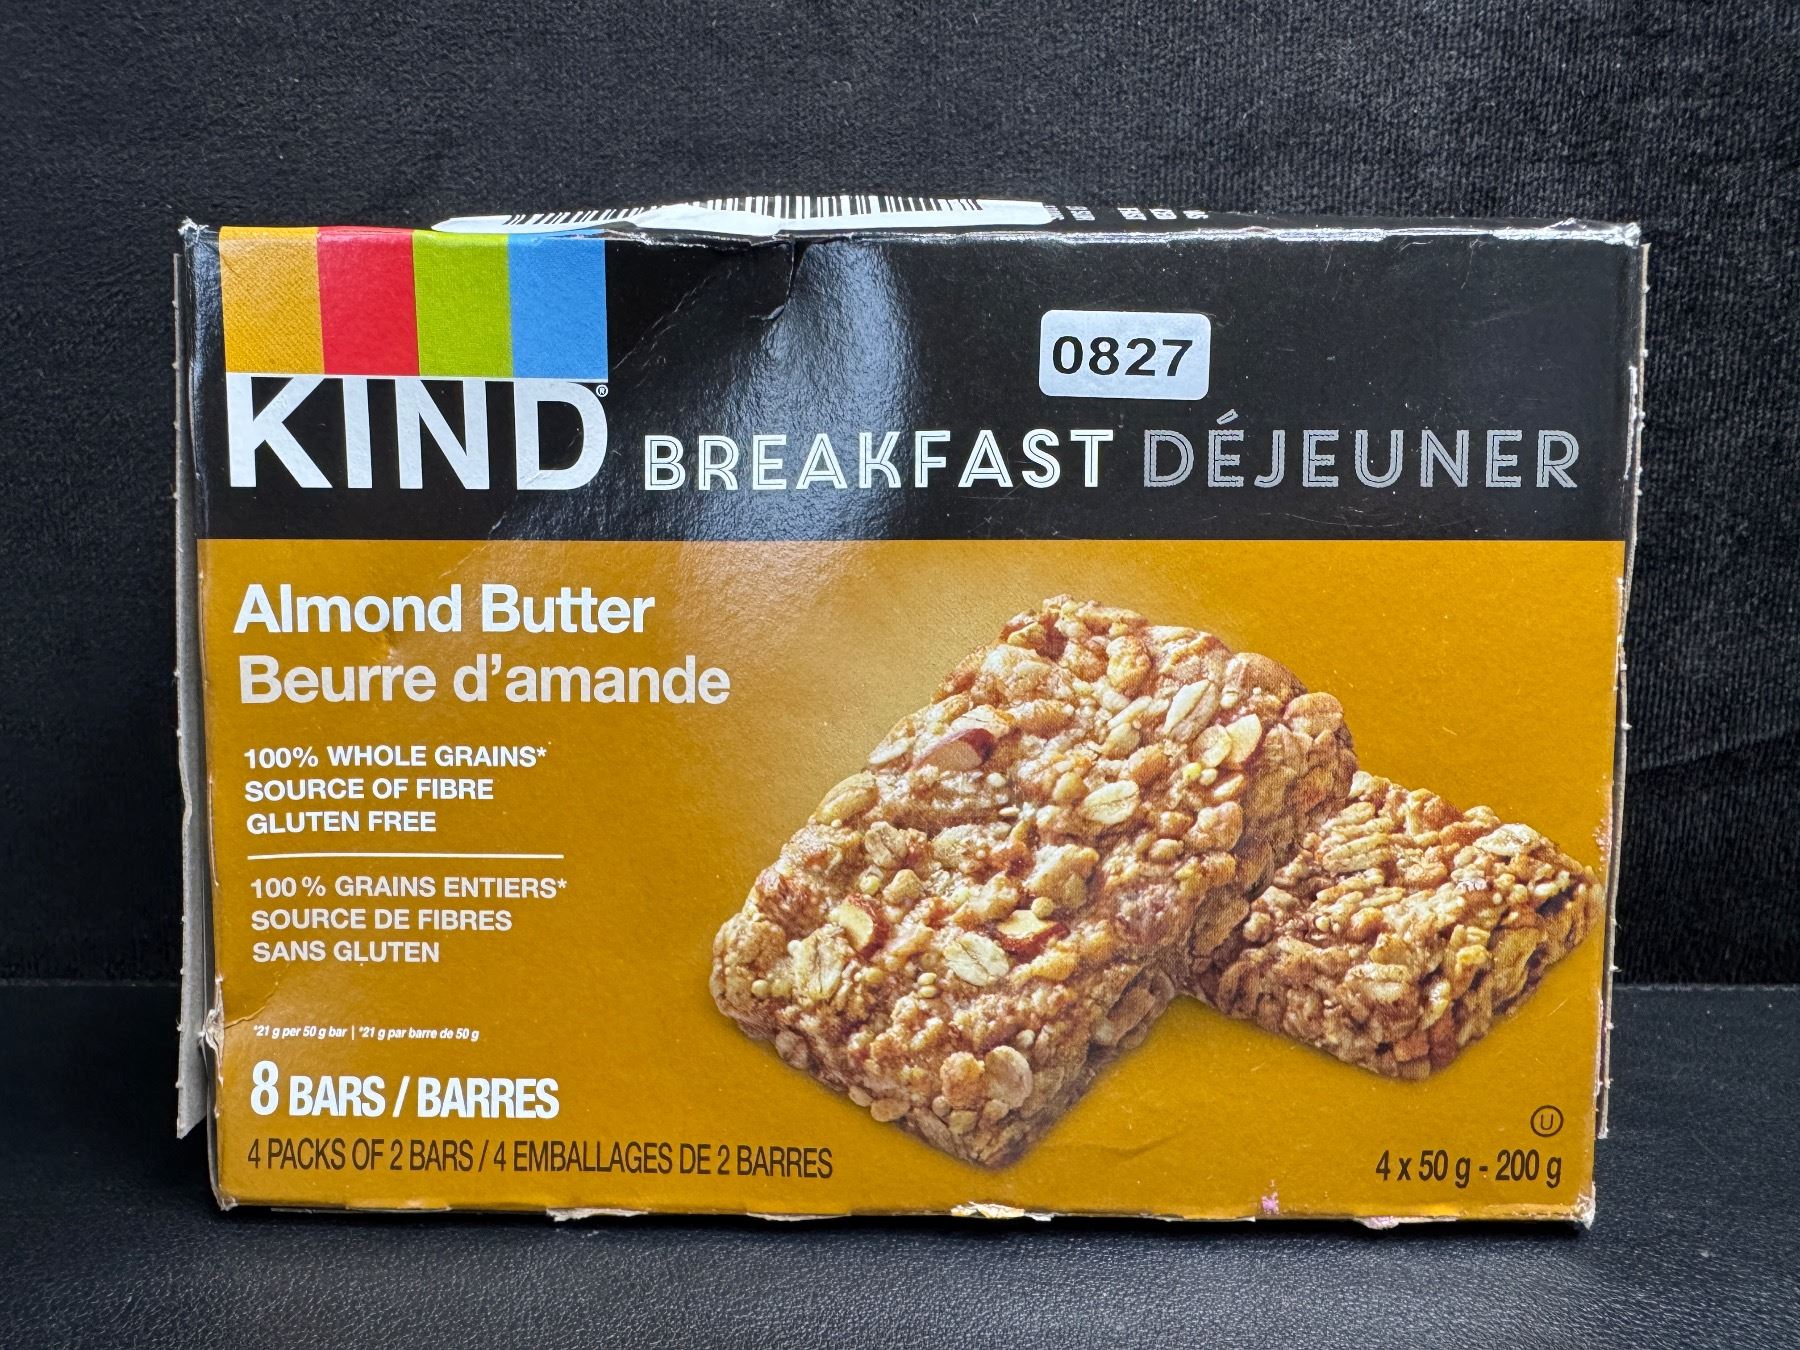 0827
KIND®
BREAKFAST DÉJEUNER
Almond Butter
Beurre d'amande
100% WHOLE GRAINS*
SOURCE OF FIBRE
GLUTEN FREE
100 % GRAINS ENTIERS*
SOURCE DE FIBRES
SANS GLUTEN
*21 g per 50 g bar | *21 g par barre de 50 g
8 BARS / BARRES
4 PACKS OF 2 BARS / 4 EMBALLAGES DE 2 BARRES
U
4 x 50 g - 200 g